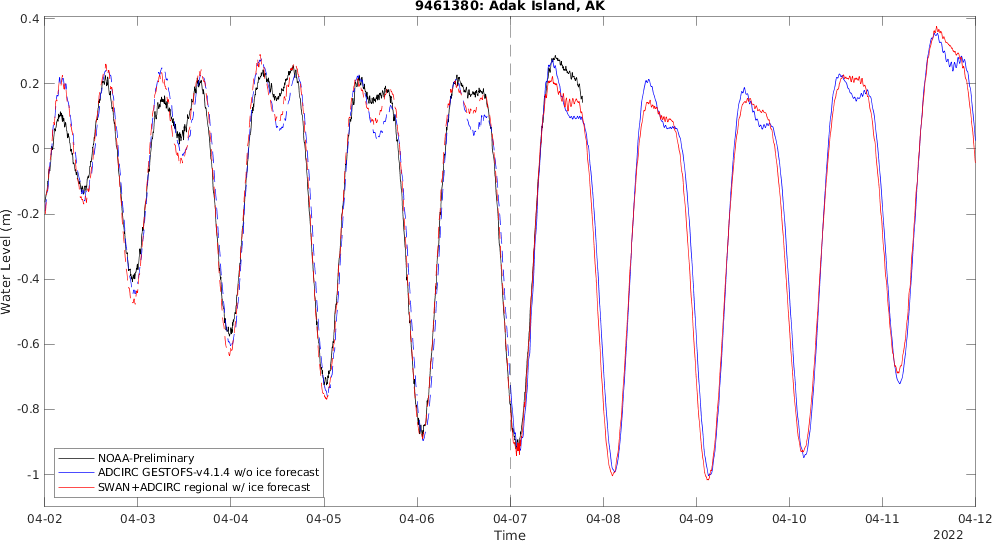 9461380: Adak Island, AK
0.4
0.2
0
-0.2
-0.4
-0.6
-0.8
-1
Water Level (m)
NOAA-Preliminary
ADCIRC GESTOFS-v4.1.4 w/o ice forecast
SWAN+ADCIRC regional w/ ice forecast
04-02 04-03 04-04 04-05 04-06 04-07 04-08 04-09 04-10 04-11 04-12
Time
2022